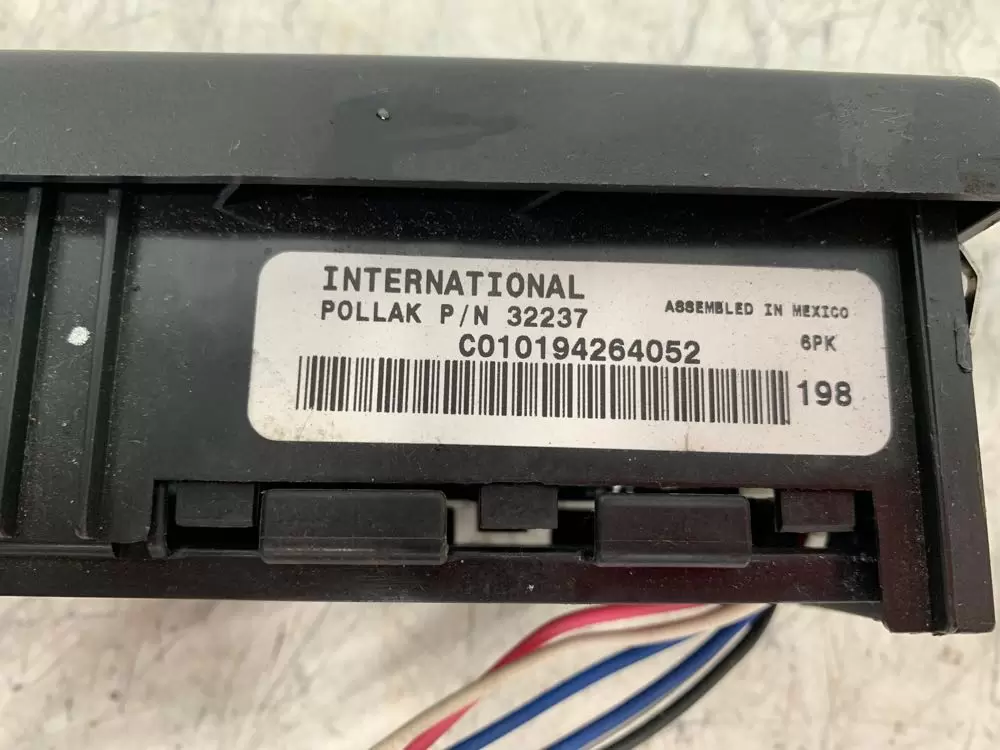 INTERNATIONAL
POLLAK P/N 32237
ASSEMBLED IN MEXICO
C010194264052
6PK
198